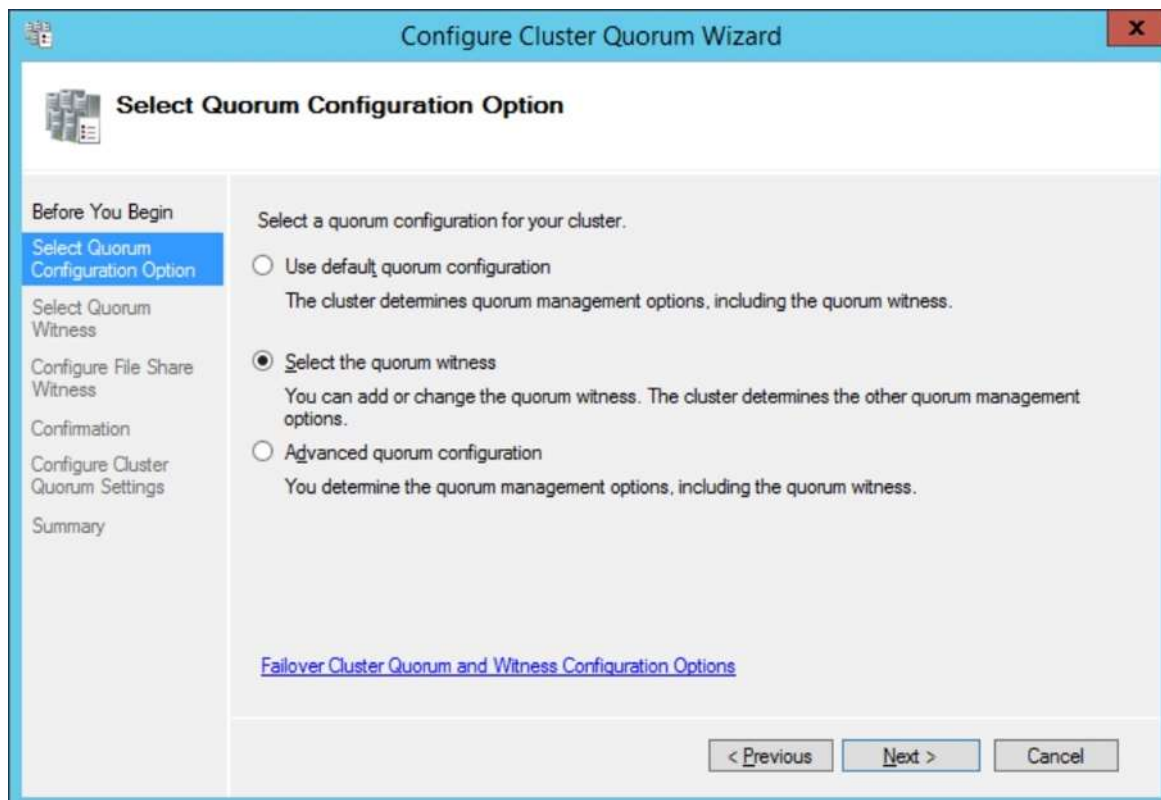 Configure Cluster Quorum Wizard
x
Select Quorum Configuration Option
Before You Begin
Select Quorum
Configuration Option
Select Quorum
Witness
Configure File Share
Witness
Confirmation
Configure Cluster
Quorum Settings
Summary
Select a quorum configuration for your cluster.
Use default quorum configuration
The cluster determines quorum management options, including the quorum witness.
Select the quorum witness
You can add or change the quorum witness. The cluster determines the other quorum management
options.
Advanced quorum configuration
You determine the quorum management options, including the quorum witness.
Failover Cluster Quorum and Witness Configuration Options
< Previous
Next >
Cancel